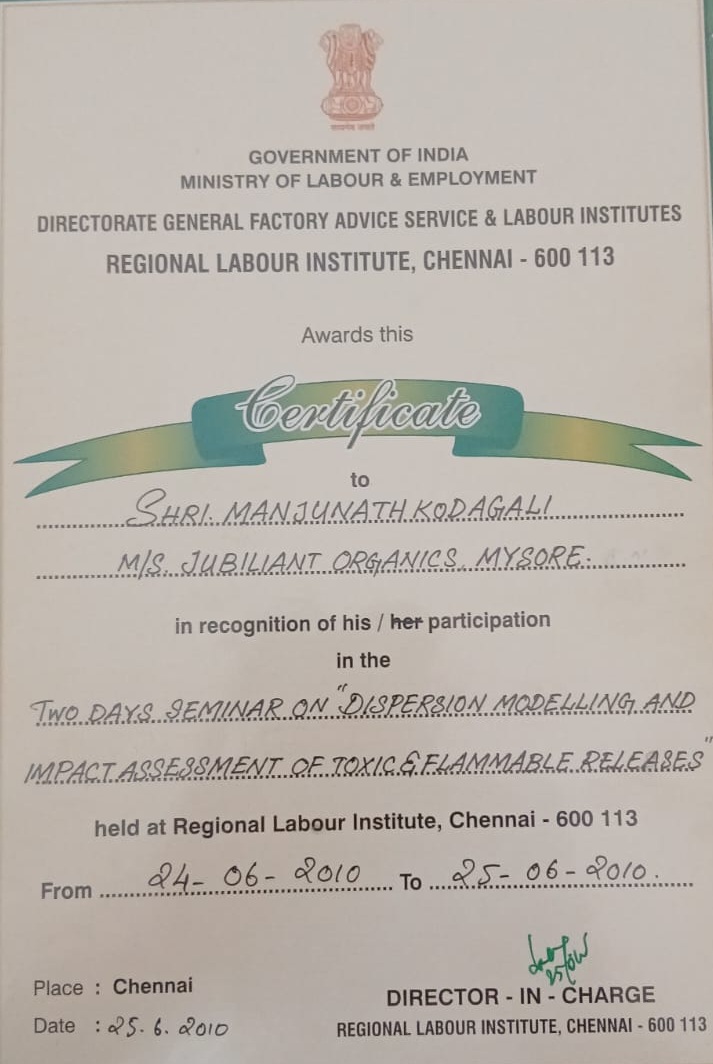 सत्यमेव जयते
GOVERNMENT OF INDIA
MINISTRY OF LABOUR & EMPLOYMENT
DIRECTORATE GENERAL FACTORY ADVICE SERVICE & LABOUR INSTITUTES
REGIONAL LABOUR INSTITUTE, CHENNAI - 600 113
Awards this
Certificate
to
SHRI. MANJUNATH KODAGALI
M/S. JUBILIANT ORGANICS, MYSORE.
in recognition of his / her participation
in the
TWO DAYS SEMINAR ON "DISPERSION MODELLING AND
IMPACT ASSESSMENT OF TOXIC & FLAMMABLE RELEASES"
held at Regional Labour Institute, Chennai - 600 113
From 24-06-2010 To 25-06-2010.
Place : Chennai
DIRECTOR - IN - CHARGE
Date : 25.6.2010
REGIONAL LABOUR INSTITUTE, CHENNAI - 600 113